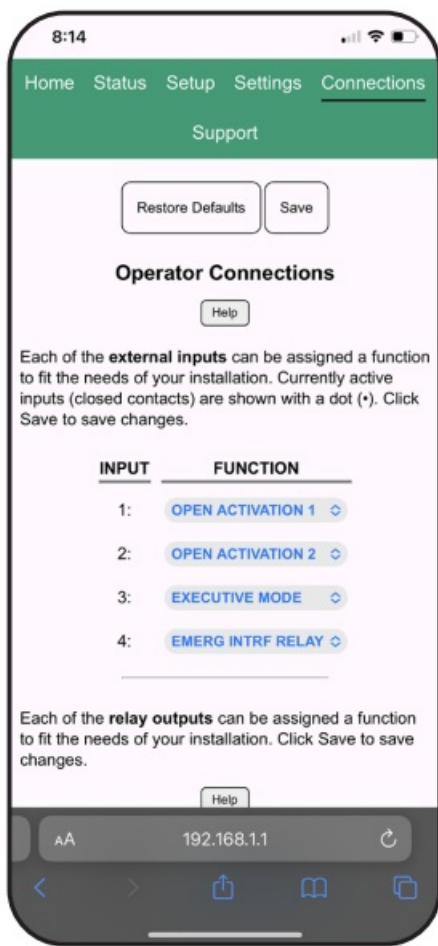 8:14
Home Status Setup Settings Connections
Support
Restore Defaults Save
Operator Connections
Help
Each of the external inputs can be assigned a function
to fit the needs of your installation. Currently active
inputs (closed contacts) are shown with a dot (•). Click
Save to save changes.
INPUT FUNCTION
1: OPEN ACTIVATION 1
2: OPEN ACTIVATION 2
3: EXECUTIVE MODE
4: EMERG INTRF RELAY
Each of the relay outputs can be assigned a function
to fit the needs of your installation. Click Save to save
changes.
Help
AA 192.168.1.1